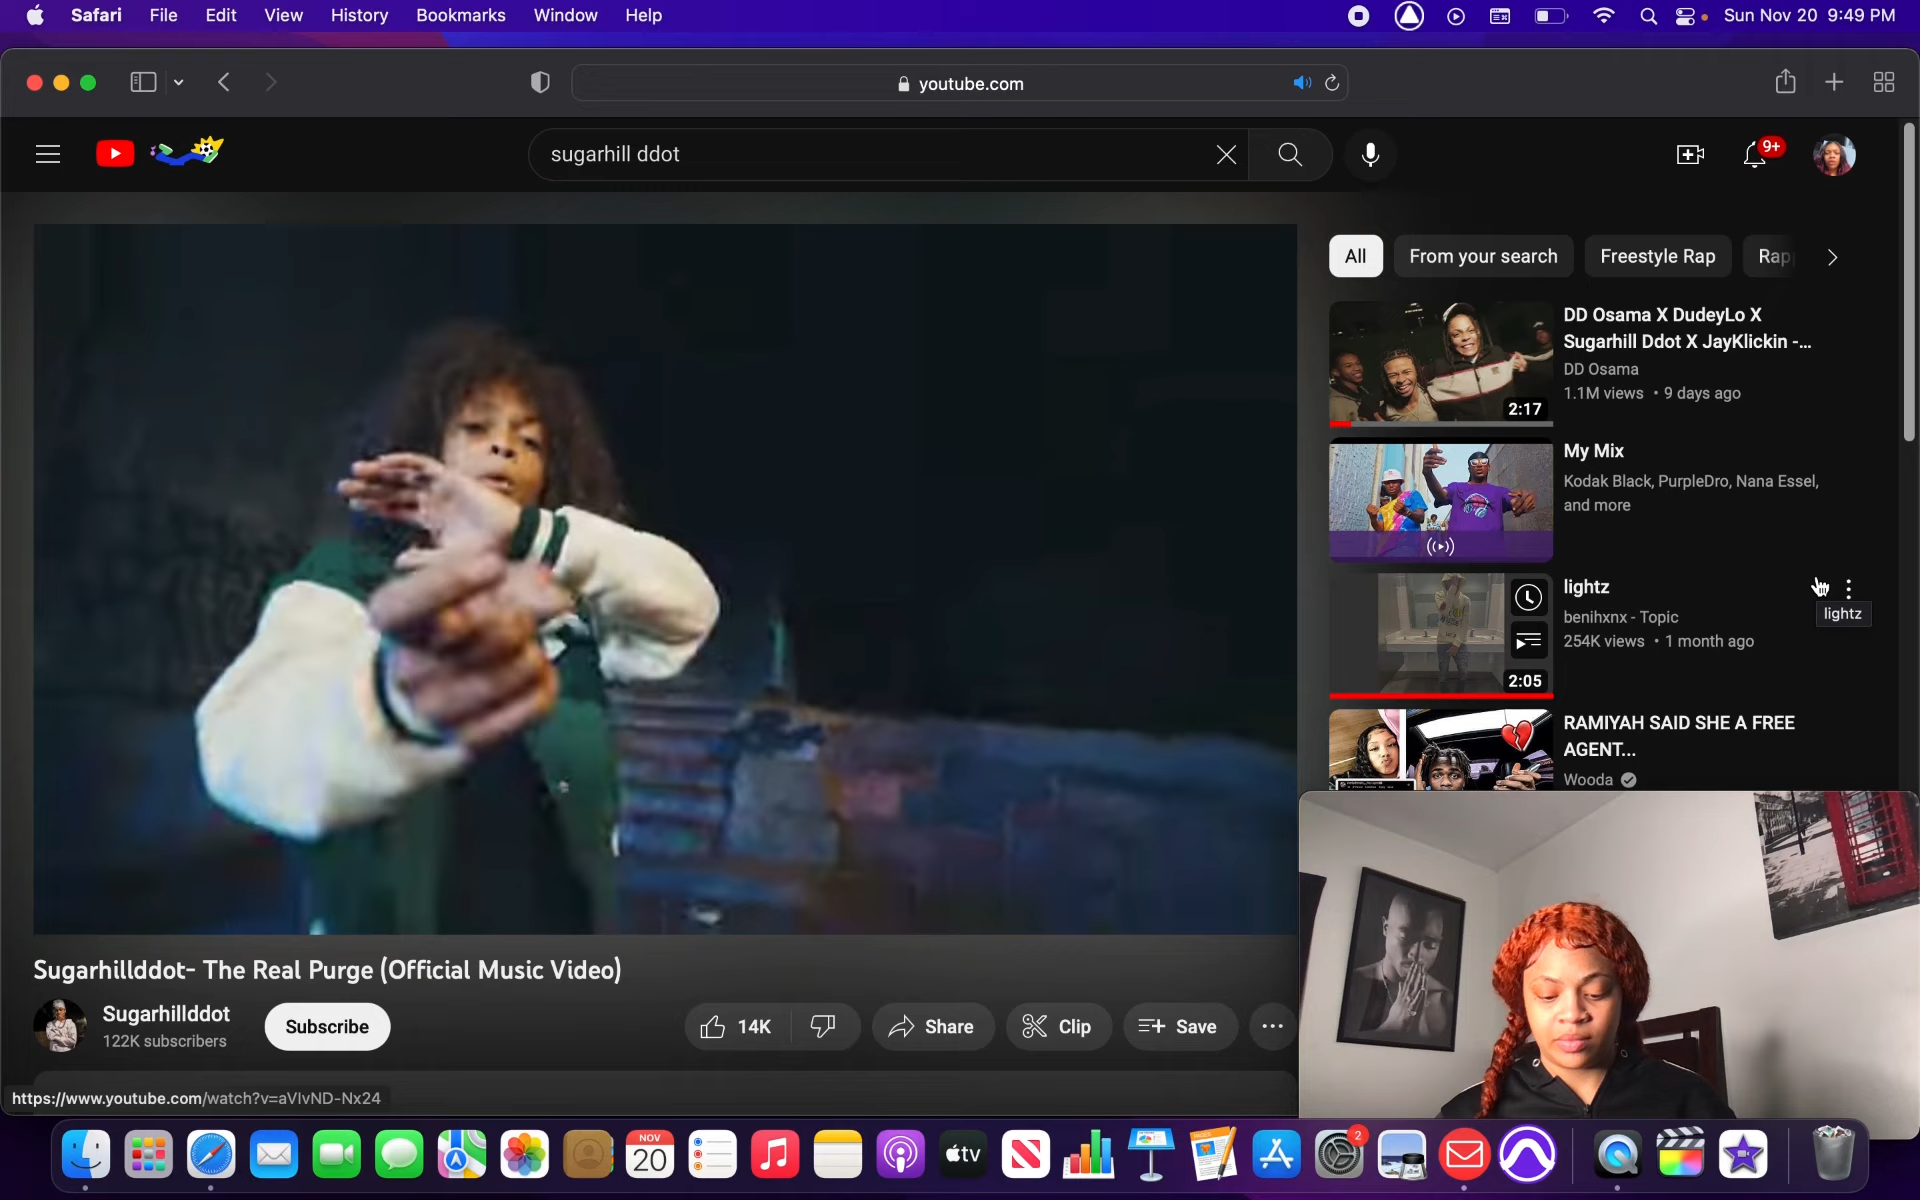 Safari File Edit View History Bookmarks Window Help
Sun Nov 20 9:49 PM
youtube.com
sugarhill ddot
9+
All
From your search
Freestyle Rap
Rap
DD Osama X DudeyLo X
Sugarhill Ddot X JayKlickin -...
DD Osama
1.1M views • 9 days ago
2:17
My Mix
Kodak Black, PurpleDro, Nana Essel,
and more
lightz
benihxnx - Topic
254K views • 1 month ago
2:05
lightz
RAMIYAH SAID SHE A FREE
AGENT...
Wooda
Sugarhillddot- The Real Purge (Official Music Video)
Sugarhillddot
122K subscribers
Subscribe
14K
Share
Clip
Save
https://www.youtube.com/watch?v=aVIvND-Nx24
NOV
20
tv
2